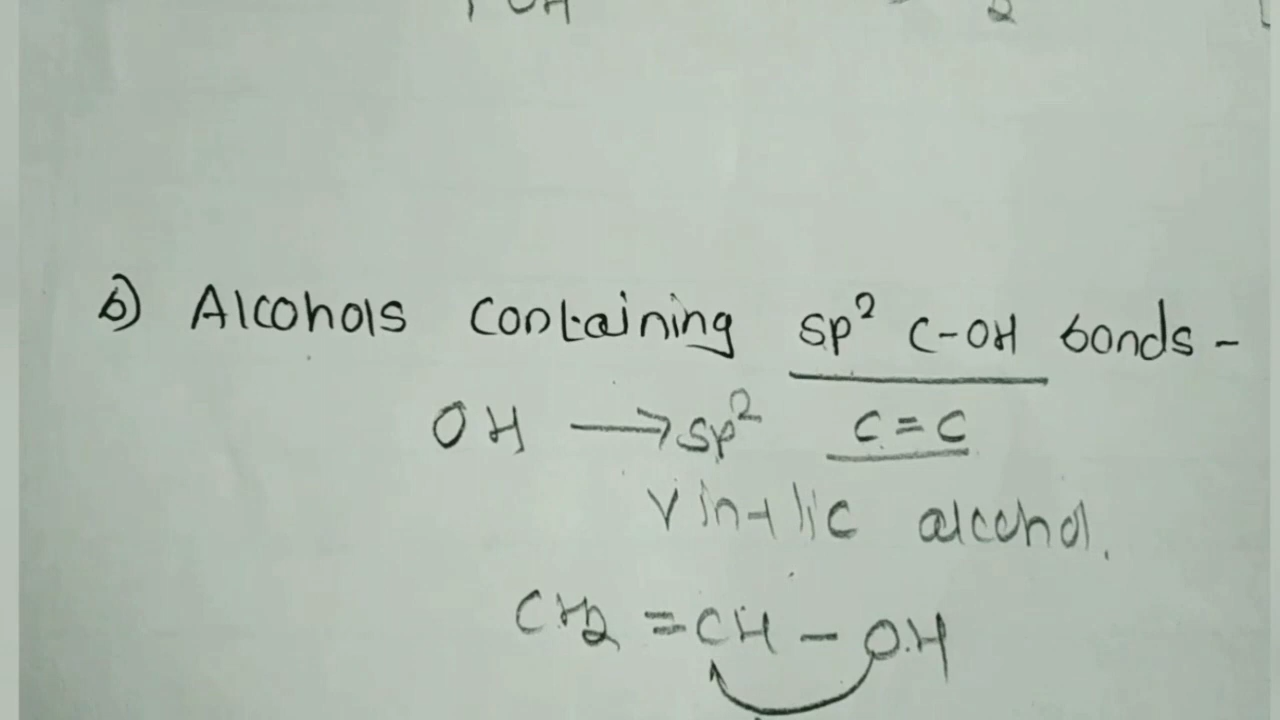 b) Alcohols containing sp² C-OH bonds -
OH → sp² C=C
Vinylic alcohol.
CH2 = CH - OH